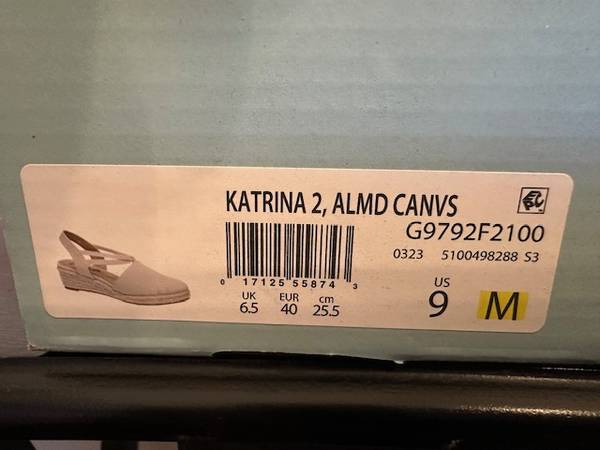 KATRINA 2, ALMD CANVS
G9792F2100
0323 5100498288 S3
0 17125 55874 3
UK EUR cm US
6.5 40 25.5 9 M